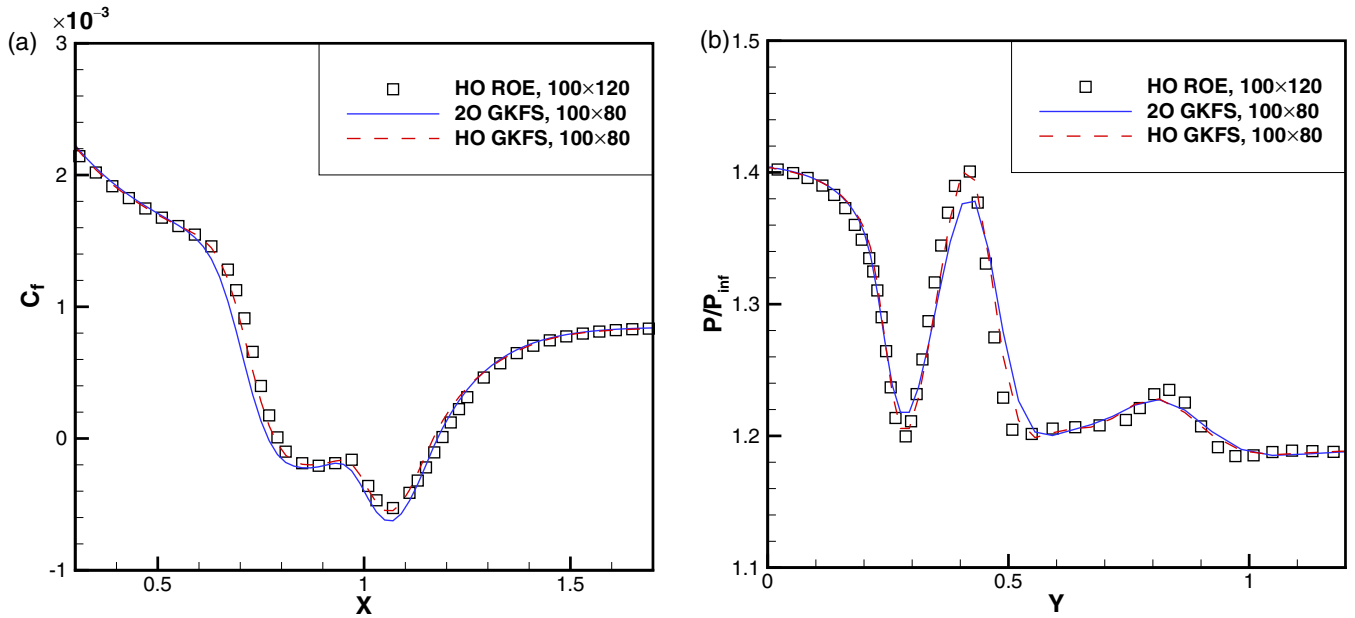 (a)
×10⁻³
3
2
1
0
-1
0.5
1
1.5
X
C_f
HO ROE, 100×120
2O GKFS, 100×80
HO GKFS, 100×80
(b)
1.5
1.4
1.3
1.2
1.1
0
0.5
1
Y
P/P_inf
HO ROE, 100×120
2O GKFS, 100×80
HO GKFS, 100×80